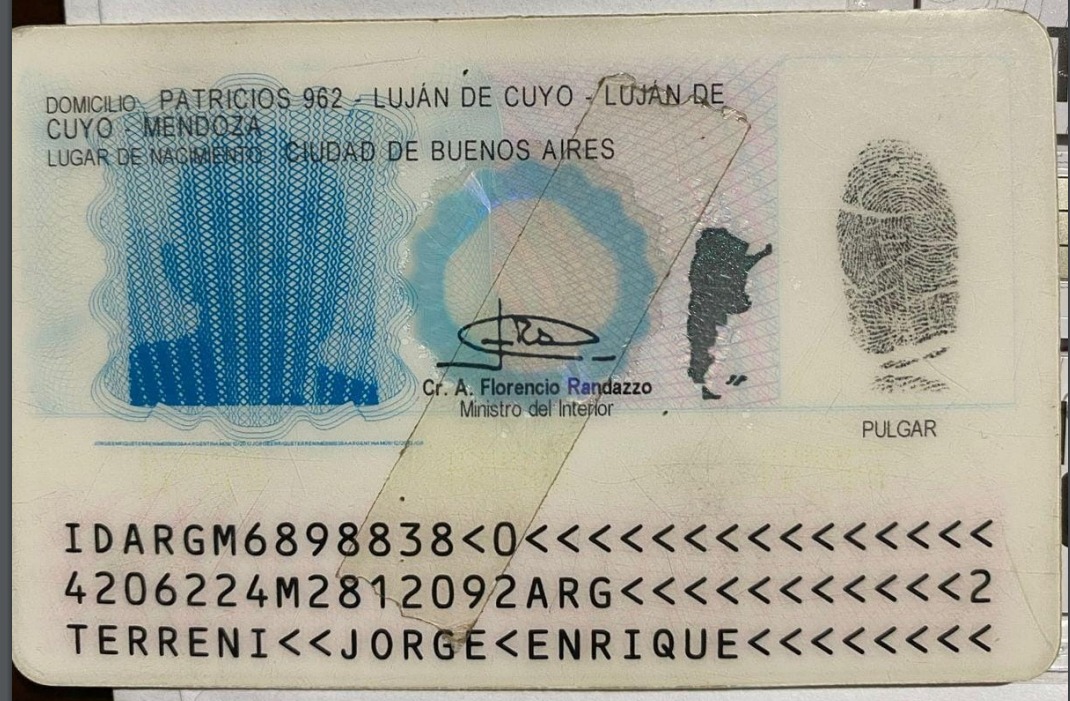 DOMICILIO: PATRICIOS 962 - LUJÁN DE CUYO - LUJÁN DE
CUYO - MENDOZA
LUGAR DE NACIMIENTO: CIUDAD DE BUENOS AIRES
Cr. A. Florencio Randazzo
Ministro del Interior
PULGAR
IDARGM6898838<0<<<<<<<<<<<<<<<
4206224M2812092ARG<<<<<<<<<<<2
TERRENI<<JORGE<ENRIQUE<<<<<<<<